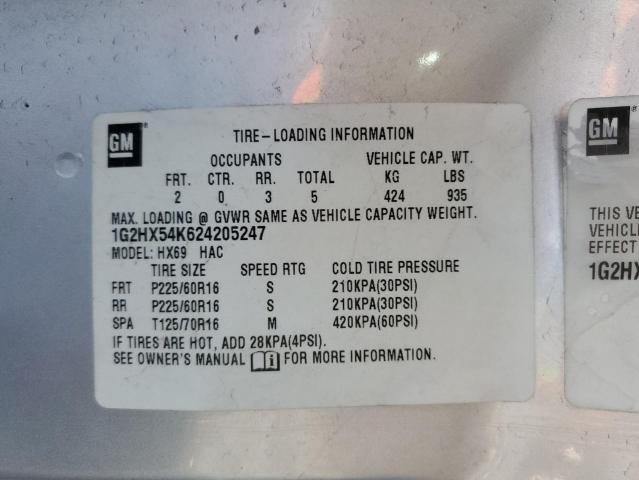 GM ®
TIRE-LOADING INFORMATION
OCCUPANTS VEHICLE CAP. WT.
FRT. CTR. RR. TOTAL KG LBS
2 0 3 5 424 935
MAX. LOADING @ GVWR SAME AS VEHICLE CAPACITY WEIGHT.
1G2HX54K624205247
MODEL: HX69 HAC
TIRE SIZE SPEED RTG COLD TIRE PRESSURE
FRT P225/60R16 S 210KPA(30PSI)
RR P225/60R16 S 210KPA(30PSI)
SPA T125/70R16 M 420KPA(60PSI)
IF TIRES ARE HOT, ADD 28KPA(4PSI).
SEE OWNER'S MANUAL i FOR MORE INFORMATION.
GM
THIS VE
VEHICLE
EFFECT
1G2HX